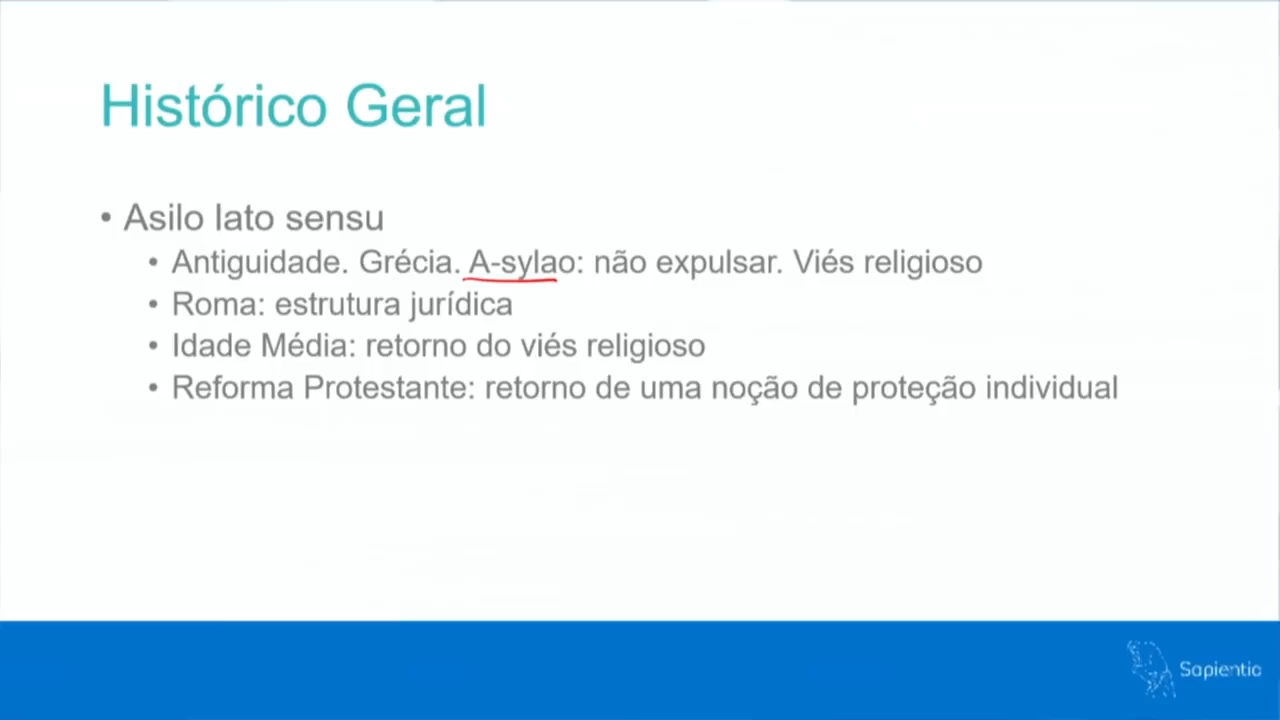 Histórico Geral
• Asilo lato sensu
• Antiguidade. Grécia. A-sylao: não expulsar. Viés religioso
• Roma: estrutura jurídica
• Idade Média: retorno do viés religioso
• Reforma Protestante: retorno de uma noção de proteção individual
Sapientia